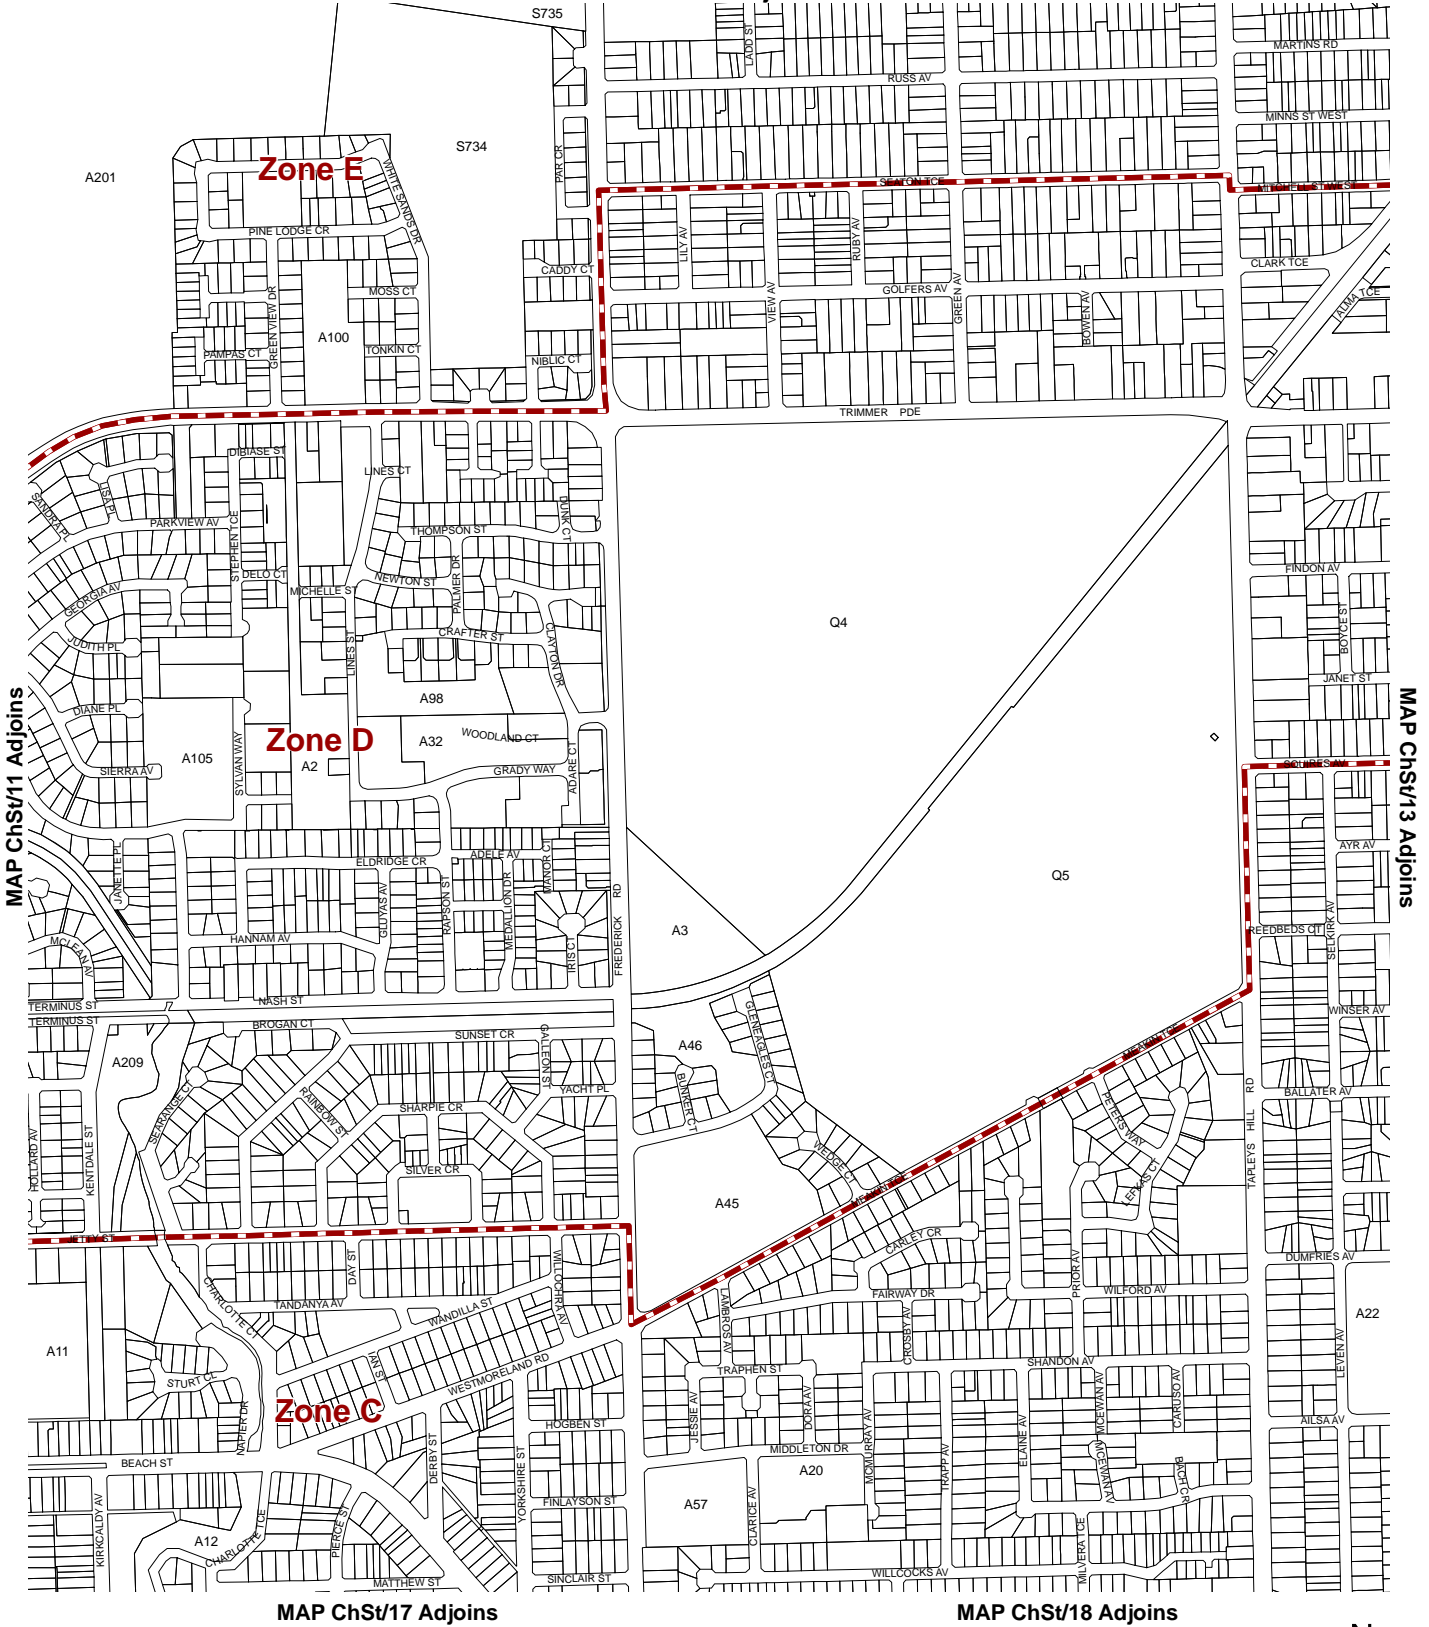 S735
LADD ST
MARTINS RD
RUSS AV
MINNS ST WEST
S734
PAR CR
A201
Zone E
WHITE SANDS DR
SEATON TCE
MITCHELL ST WEST
PINE LODGE CR
LILY AV
RUBY AV
CADDY CT
CLARK TCE
MOSS CT
GOLFERS AV
VIEW AV
GREEN AV
BOWEN AV
ALMA TCE
GREEN VIEW DR
A100
PAMPAS CT
TONKIN CT
NIBLIC CT
TRIMMER PDE
DIBIASE ST
LINES CT
LISA PL
SANDRA PL
PARKVIEW AV
STEPHEN TCE
THOMPSON ST
DUNK CT
DELO CT
MICHELLE ST
NEWTON ST
PALMER DR
FINDON AV
GEORGIA AV
JUDITH PL
LINES ST
CRAFTER ST
CLAYTON DR
Q4
BOYCE ST
JANET ST
DIANE PL
A98
MAP ChSt/11 Adjoins
MAP ChSt/13 Adjoins
Zone D
A32
WOODLAND CT
A105
SYLVAN WAY
A2
SIERRA AV
GRADY WAY
ADARE CT
SQUIRES AV
ELDRIDGE CR
ADELE AV
MANOR CT
AYR AV
JANETTE PL
GLUYAS AV
RAPSON ST
MEDALLION DR
Q5
FREDERICK RD
A3
HANNAM AV
IRIS CT
REEDBEDS CT
SELKIRK AV
MCLEAN AV
NASH ST
TERMINUS ST
TERMINUS ST
BROGAN CT
SUNSET CR
GALLEON ST
GLENEAGLES CT
WINSER AV
A209
A46
MEAKIN TCE
SEARANGE CT
RAINBOW ST
YACHT PL
BUNKER CT
BALLATER AV
SHARPIE CR
PETERS WAY
TAPLEYS HILL RD
HOLLARD AV
KENTDALE ST
SILVER CR
WEDGE CT
LEFKAS CT
MEAKIN TCE
A45
JETTY ST
CARLEY CR
DUMFRIES AV
DAY ST
WILLOCHRA AV
CHARLOTTE CT
TANDANYA AV
WANDILLA ST
LAMBROS AV
FAIRWAY DR
PRIOR AV
WILFORD AV
A22
A11
CROSBY AV
LEVEN AV
STURT CL
IAN ST
WESTMORELAND RD
TRAPHEN ST
SHANDON AV
Zone C
NAPER DR
HOGBEN ST
JESSIE AV
DORA AV
MCMURRAY AV
MCEWAN AV
CARUSO AV
AILSA AV
BEACH ST
DERBY ST
YORKSHIRE ST
MIDDLETON DR
A20
TRAPP AV
ELAINE AV
MCEWAN AV
BACH CR
KIRKCALDY AV
A12
CHARLOTTE TCE
PIERCE ST
FINLAYSON ST
A57
CLARICE AV
MILVERA TCE
MATTHEW ST
SINCLAIR ST
WILLCOCKS AV
MAP ChSt/17 Adjoins
MAP ChSt/18 Adjoins